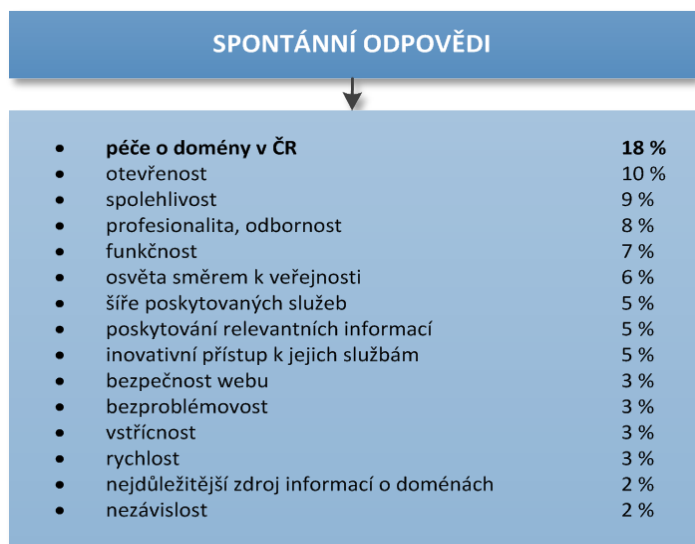 SPONTÁNNÍ ODPOVĚDI
• péče o domény v ČR 18 %
• otevřenost 10 %
• spolehlivost 9 %
• profesionalita, odbornost 8 %
• funkčnost 7 %
• osvěta směrem k veřejnosti 6 %
• šíře poskytovaných služeb 5 %
• poskytování relevantních informací 5 %
• inovativní přístup k jejich službám 5 %
• bezpečnost webu 3 %
• bezproblémovost 3 %
• vstřícnost 3 %
• rychlost 3 %
• nejdůležitější zdroj informací o doménách 2 %
• nezávislost 2 %